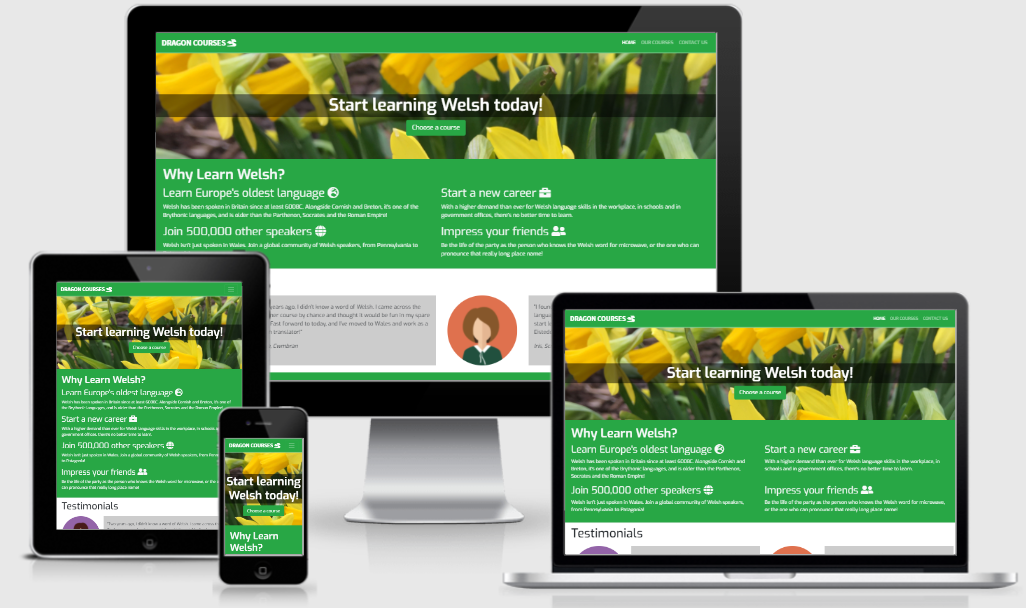 DRAGON COURSES
HOME OUR COURSES CONTACT US
Start learning Welsh today!
Choose a course
Why Learn Welsh?
Learn Europe's oldest language
Welsh has been spoken in Britain since at least 600BC. Alongside Cornish and Breton, it's one of the
Brythonic languages, and is older than the Parthenon, Socrates and the Roman Empire!
Start a new career
With a higher demand than ever for Welsh language skills in the workplace, in schools and in
government offices, there's no better time to learn.
Join 500,000 other speakers
Welsh isn't just spoken in Wales. Join a global community of Welsh speakers, from Pennsylvania to
Impress your friends
Be the life of the party as the person who knows the Welsh word for microwave, or the one who can
pronounce that really long place name!
years ago, I didn't know a word of Welsh. I came across the
her course by chance and thought it would be fun in my spare
Fast forward to today, and I've moved to Wales and work as a
translator!"
Cwmbran
"I foun
langua
start l
Eistedd
Iris, Sc
DRAGON COURSES
Start learning Welsh today!
Choose a course
Why Learn Welsh?
Learn Europe's oldest language
Welsh has been spoken in Britain since at least 600BC. Alongside Cornish and Breton, it's one of
the Brythonic languages, and is older than the Parthenon, Socrates and the Roman Empire!
Start a new career
With a higher demand than ever for Welsh language skills in the workplace, in schools
government offices, there's no better time to learn.
Join 500,000 other speakers
Welsh isn't just spoken in Wales. Join a global community of Welsh speakers, from Penn
to Patagonia!
Impress your friends
Be the life of the party as the person who knows the Welsh word for microwave, or the
can pronounce that really long place name!
Testimonials
DRAGON COURSES
Start learning
Welsh today!
Choose a course
Why Learn
Welsh?
DRAGON COURSES
HOME OUR COURSES CONTACT US
Start learning Welsh today!
Choose a course
Why Learn Welsh?
Learn Europe's oldest language
Welsh has been spoken in Britain since at least 600BC. Alongside Cornish and
Breton, it's one of the Brythonic languages, and is older than the Parthenon,
Socrates and the Roman Empire!
Start a new career
With a higher demand than ever for Welsh language skills in the workplace, in
schools and in government offices, there's no better time to learn.
Join 500,000 other speakers
Welsh isn't just spoken in Wales. Join a global community of Welsh speakers,
from Pennsylvania to Patagonia!
Impress your friends
Be the life of the party as the person who knows the Welsh word for microwave,
or the one who can pronounce that really long place name!
Testimonials